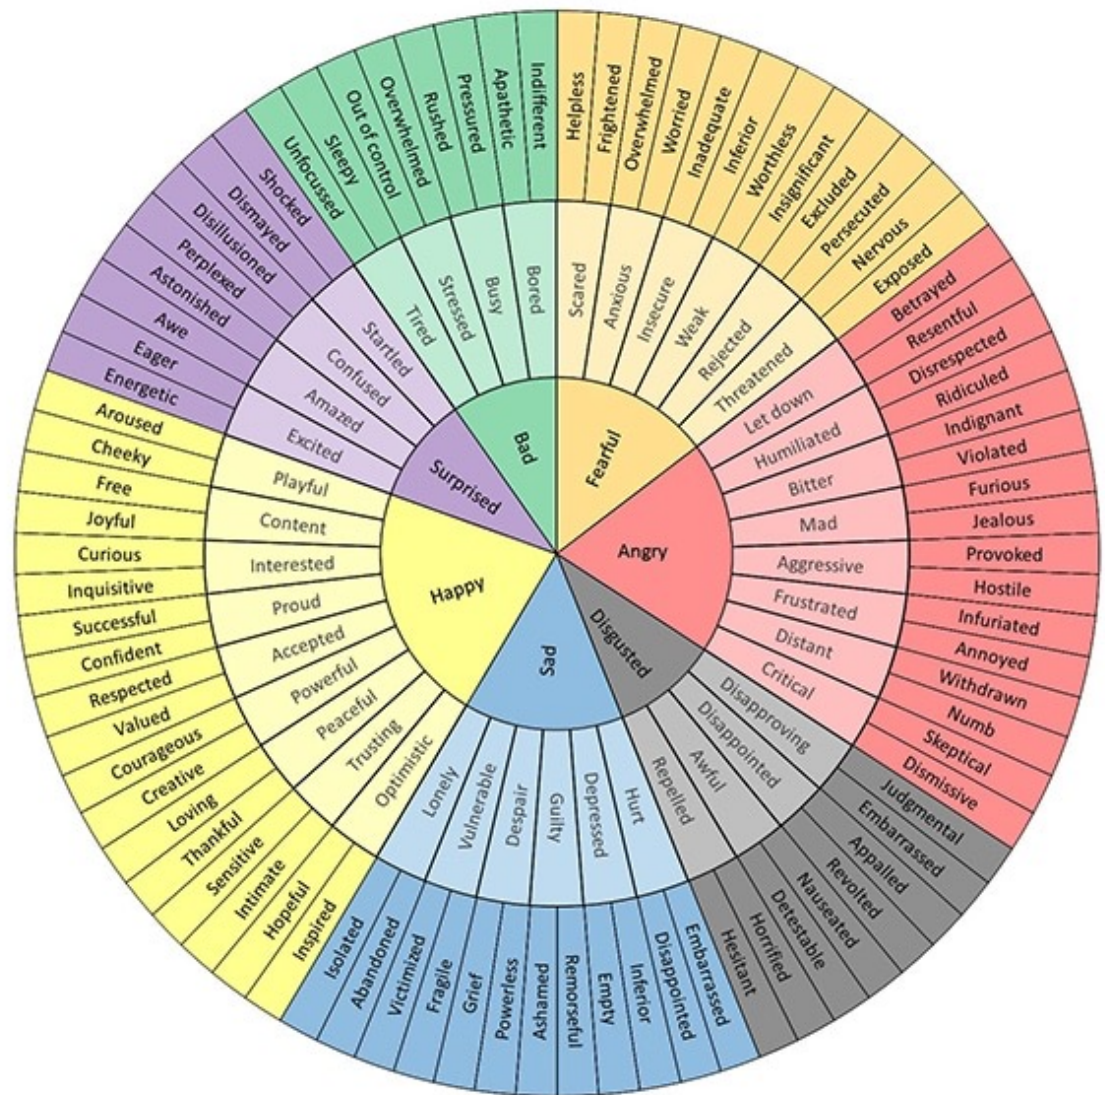 Fearful
Angry
Disgusted
Sad
Happy
Surprised
Bad
Scared
Anxious
Insecure
Weak
Rejected
Threatened
Let down
Humiliated
Bitter
Mad
Aggressive
Frustrated
Distant
Critical
Disapproving
Disappointed
Awful
Repelled
Hurt
Depressed
Guilty
Despair
Vulnerable
Lonely
Optimistic
Trusting
Peaceful
Powerful
Accepted
Proud
Interested
Content
Playful
Excited
Amazed
Confused
Startled
Tired
Stressed
Busy
Bored
Helpless
Frightened
Overwhelmed
Worried
Inadequate
Inferior
Worthless
Insignificant
Excluded
Persecuted
Nervous
Exposed
Betrayed
Resentful
Disrespected
Ridiculed
Indignant
Violated
Furious
Jealous
Provoked
Hostile
Infuriated
Annoyed
Withdrawn
Numb
Skeptical
Dismissive
Judgmental
Embarrassed
Appalled
Revolted
Nauseated
Detestable
Horrified
Hesitant
Embarrassed
Disappointed
Inferior
Empty
Remorseful
Ashamed
Powerless
Grief
Fragile
Victimized
Abandoned
Isolated
Inspired
Hopeful
Intimate
Sensitive
Thankful
Loving
Creative
Courageous
Valued
Respected
Confident
Successful
Inquisitive
Curious
Joyful
Free
Cheeky
Aroused
Energetic
Eager
Awe
Astonished
Perplexed
Disillusioned
Dismayed
Shocked
Unfocussed
Sleepy
Out of control
Overwhelmed
Rushed
Pressured
Apathetic
Indifferent